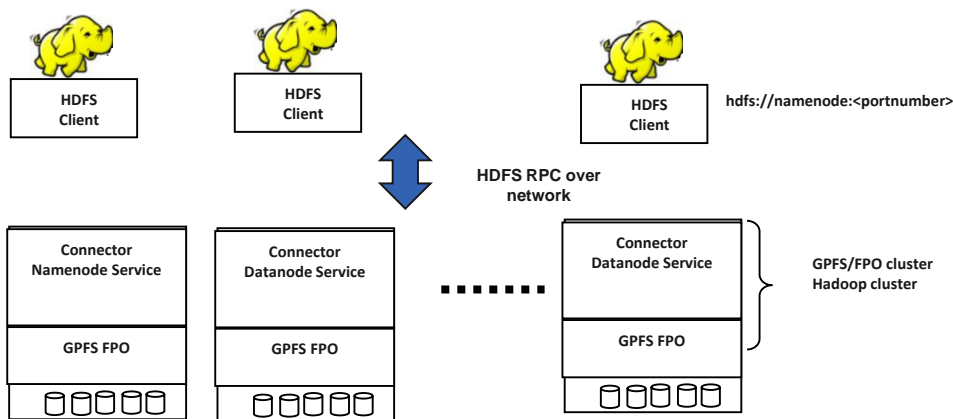 HDFS
Client
HDFS
Client
HDFS
Client
hdfs://namenode:<portnumber>
HDFS RPC over
network
Connector
Namenode Service
Connector
Datanode Service
Connector
Datanode Service
GPFS/FPO cluster
Hadoop cluster
GPFS FPO
GPFS FPO
GPFS FPO